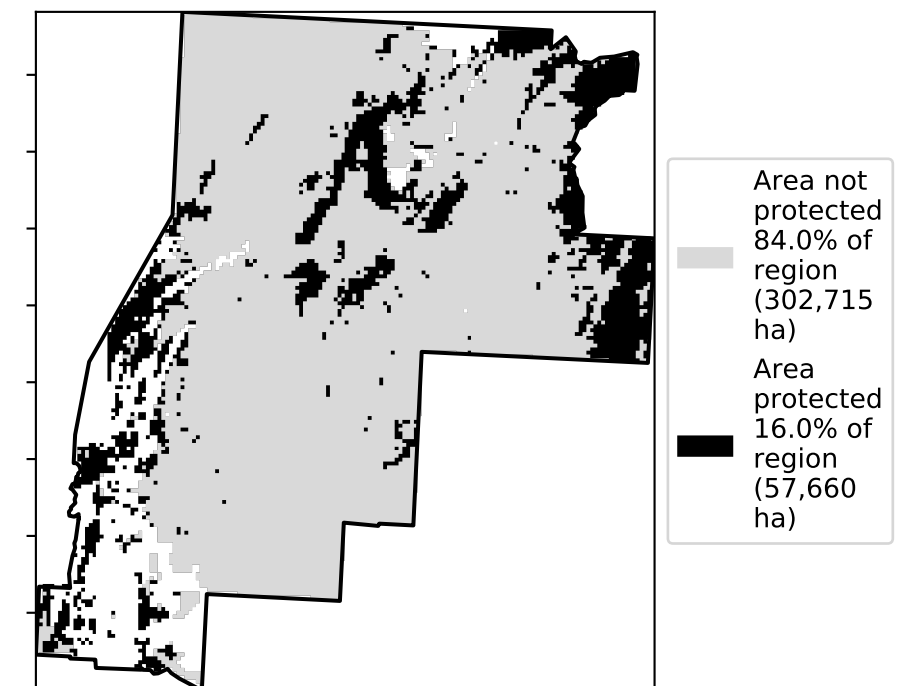 Area not
protected
84.0% of
region
(302,715
ha)
Area
protected
16.0% of
region
(57,660
ha)